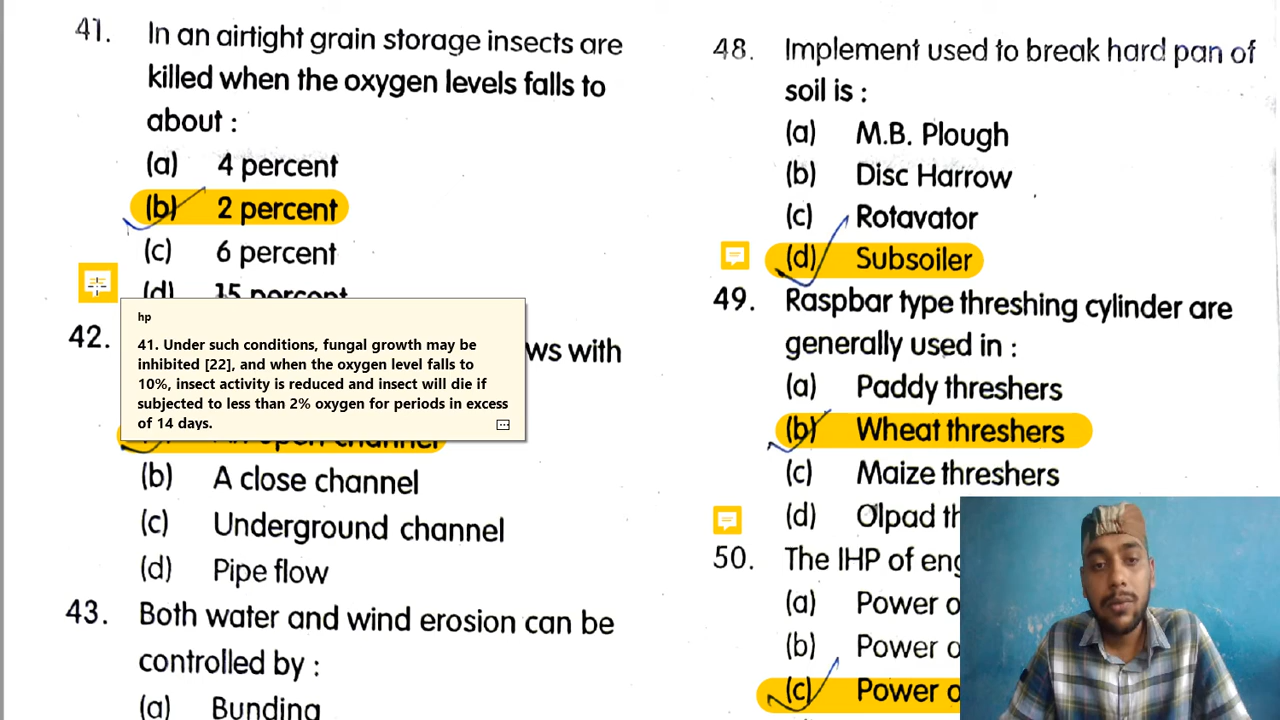 41. In an airtight grain storage insects are
killed when the oxygen levels falls to
about :
(a) 4 percent
(b) 2 percent
(c) 6 percent
(d) 15 percent
hp
41. Under such conditions, fungal growth may be
inhibited [22], and when the oxygen level falls to
10%, insect activity is reduced and insect will die if
subjected to less than 2% oxygen for periods in excess
of 14 days.
42. ws with
An open channel
(b) A close channel
(c) Underground channel
(d) Pipe flow
43. Both water and wind erosion can be
controlled by :
(a) Bunding
48. Implement used to break hard pan of
soil is :
(a) M.B. Plough
(b) Disc Harrow
(c) Rotavator
(d) Subsoiler
49. Raspbar type threshing cylinder are
generally used in :
(a) Paddy threshers
(b) Wheat threshers
(c) Maize threshers
(d) Olpad th
50. The IHP of eng
(a) Power o
(b) Power o
(c) Power o